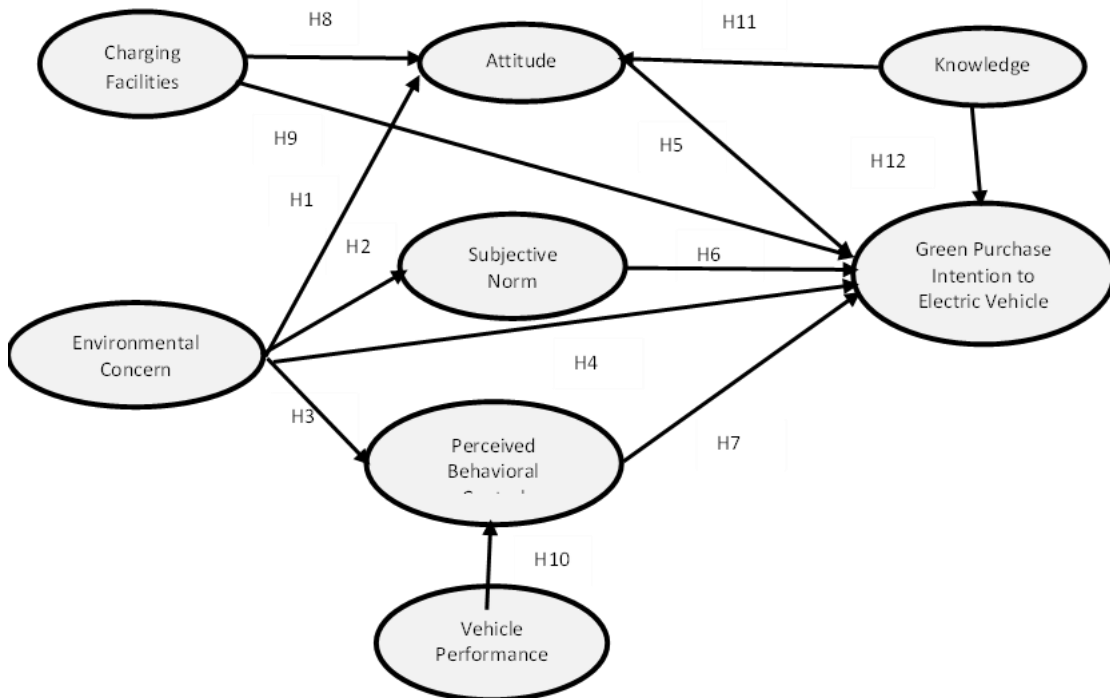 H8
H11
Charging
Facilities
Attitude
Knowledge
H9
H5
H12
H1
H2
Subjective
Norm
H6
Green Purchase
Intention to
Electric Vehicle
Environmental
Concern
H4
H3
Perceived
Behavioral
H7
H10
Vehicle
Performance